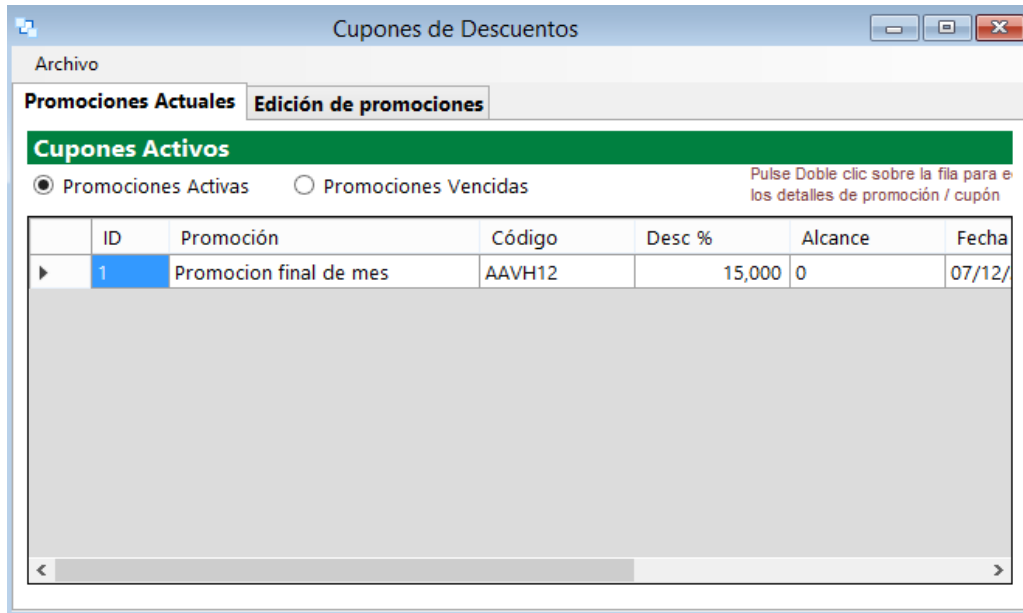 Cupones de Descuentos
Archivo
Promociones Actuales Edición de promociones
Cupones Activos
Promociones Activas Promociones Vencidas
Pulse Doble clic sobre la fila para
los detalles de promoción / cupón
ID Promoción Código Desc % Alcance Fecha
1 Promocion final de mes AAVH12 15,000 0 07/12/